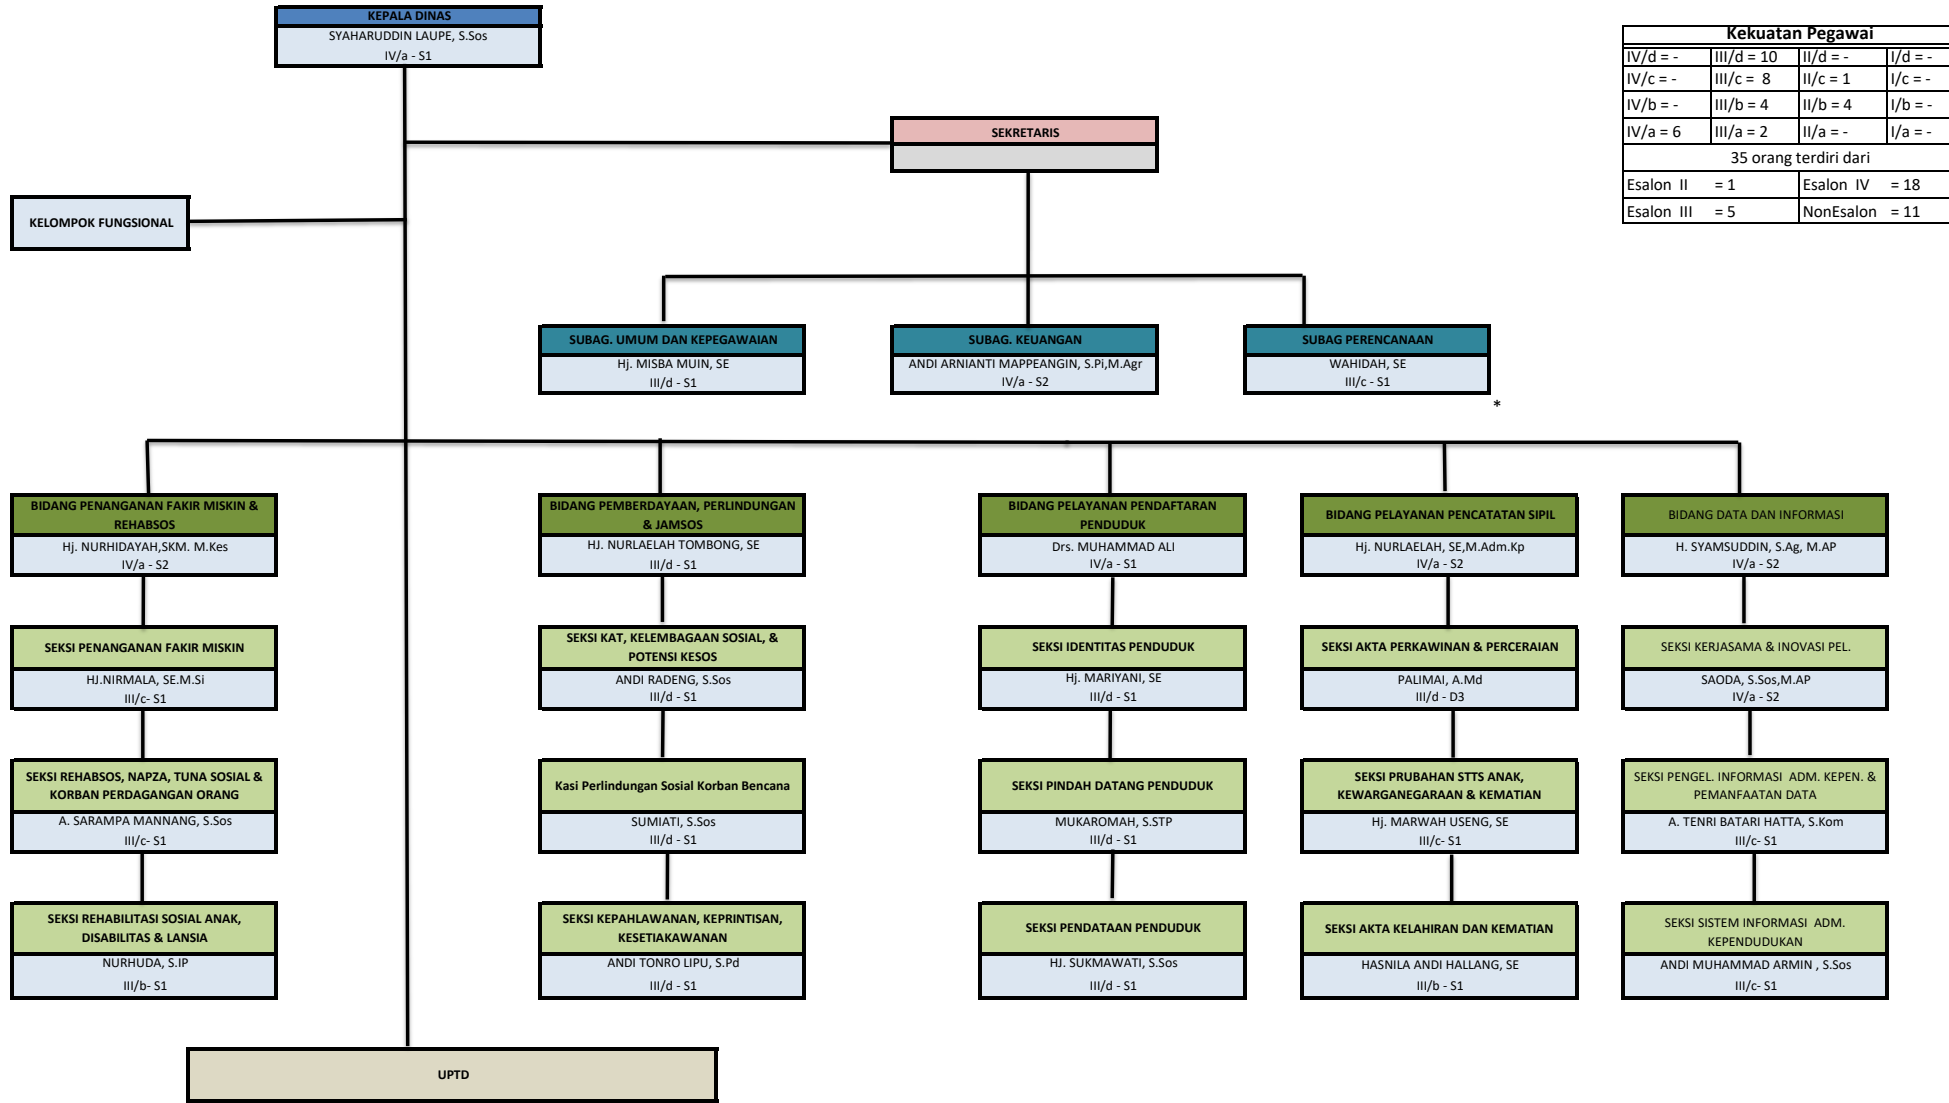 KEPALA DINAS
SYAHARUDDIN LAUPE, S.Sos
IV/a - S1
Kekuatan Pegawai
IV/d = - III/d = 10 II/d = - I/d = -
IV/c = - III/c = 8 II/c = 1 I/c = -
IV/b = - III/b = 4 II/b = 4 I/b = -
IV/a = 6 III/a = 2 II/a = - I/a = -
35 orang terdiri dari
Esalon II = 1 Esalon IV = 18
Esalon III = 5 NonEsalon = 11
SEKRETARIS
KELOMPOK FUNGSIONAL
SUBAG. UMUM DAN KEPEGAWAIAN
Hj. MISBA MUIN, SE
III/d - S1
SUBAG. KEUANGAN
ANDI ARNIANTI MAPPEANGIN, S.Pi,M.Agr
IV/a - S2
SUBAG PERENCANAAN
WAHIDAH, SE
III/c - S1
*
BIDANG PENANGANAN FAKIR MISKIN &
REHABSOS
Hj. NURHIDAYAH,SKM. M.Kes
IV/a - S2
BIDANG PEMBERDAYAAN, PERLINDUNGAN
& JAMSOS
HJ. NURLAELAH TOMBONG, SE
III/d - S1
BIDANG PELAYANAN PENDAFTARAN
PENDUDUK
Drs. MUHAMMAD ALI
IV/a - S1
BIDANG PELAYANAN PENCATATAN SIPIL
Hj. NURLAELAH, SE,M.Adm.Kp
IV/a - S2
BIDANG DATA DAN INFORMASI
H. SYAMSUDDIN, S.Ag, M.AP
IV/a - S2
SEKSI PENANGANAN FAKIR MISKIN
HJ.NIRMALA, SE.M.Si
III/c- S1
SEKSI KAT, KELEMBAGAAN SOSIAL, &
POTENSI KESOS
ANDI RADENG, S.Sos
III/d - S1
SEKSI IDENTITAS PENDUDUK
Hj. MARIYANI, SE
III/d - S1
SEKSI AKTA PERKAWINAN & PERCERAIAN
PALIMAI, A.Md
III/d - D3
SEKSI KERJASAMA & INOVASI PEL.
SAODA, S.Sos,M.AP
IV/a - S2
SEKSI REHABSOS, NAPZA, TUNA SOSIAL &
KORBAN PERDAGANGAN ORANG
A. SARAMPA MANNANG, S.Sos
III/c- S1
Kasi Perlindungan Sosial Korban Bencana
SUMIATI, S.Sos
III/d - S1
SEKSI PINDAH DATANG PENDUDUK
MUKAROMAH, S.STP
III/d - S1
SEKSI PRUBAHAN STTS ANAK,
KEWARGANEGARAAN & KEMATIAN
Hj. MARWAH USENG, SE
III/c- S1
SEKSI PENGEL. INFORMASI ADM. KEPEN. &
PEMANFAATAN DATA
A. TENRI BATARI HATTA, S.Kom
III/c- S1
SEKSI REHABILITASI SOSIAL ANAK,
DISABILITAS & LANSIA
NURHUDA, S.IP
III/b- S1
SEKSI KEPAHLAWANAN, KEPRINTISAN,
KESETIAKAWANAN
ANDI TONRO LIPU, S.Pd
III/d - S1
SEKSI PENDATAAN PENDUDUK
HJ. SUKMAWATI, S.Sos
III/d - S1
SEKSI AKTA KELAHIRAN DAN KEMATIAN
HASNILA ANDI HALLANG, SE
III/b - S1
SEKSI SISTEM INFORMASI ADM.
KEPENDUDUKAN
ANDI MUHAMMAD ARMIN , S.Sos
III/c- S1
UPTD